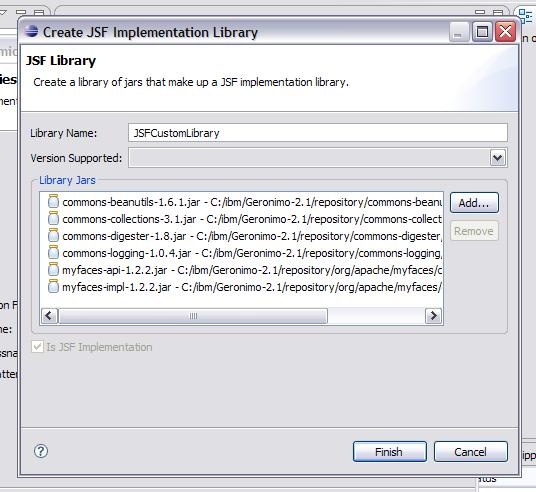 Create JSF Implementation Library
JSF Library
Create a library of jars that make up a JSF implementation library.
Library Name: JSFCustomLibrary
Version Supported:
Library Jars
commons-beanutils-1.6.1.jar - C:/ibm/Geronimo-2.1/repository/commons-beanu
commons-collections-3.1.jar - C:/ibm/Geronimo-2.1/repository/commons-collect
commons-digester-1.8.jar - C:/ibm/Geronimo-2.1/repository/commons-digester,
commons-logging-1.0.4.jar - C:/ibm/Geronimo-2.1/repository/commons-logging,
myfaces-api-1.2.2.jar - C:/ibm/Geronimo-2.1/repository/org/apache/myfaces/c
myfaces-impl-1.2.2.jar - C:/ibm/Geronimo-2.1/repository/org/apache/myfaces/
Add...
Remove
Is JSF Implementation
Finish
Cancel